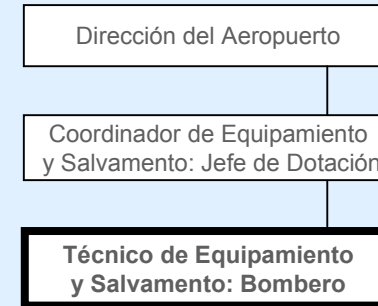 Dirección del Aeropuerto
Coordinador de Equipamiento
y Salvamento: Jefe de Dotación
Técnico de Equipamiento
y Salvamento: Bombero